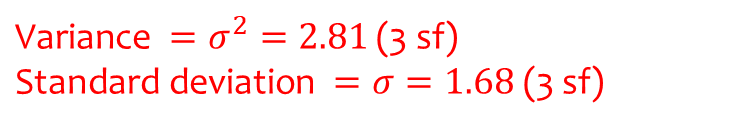 Variance = σ² = 2.81 (3 sf)
Standard deviation = σ = 1.68 (3 sf)